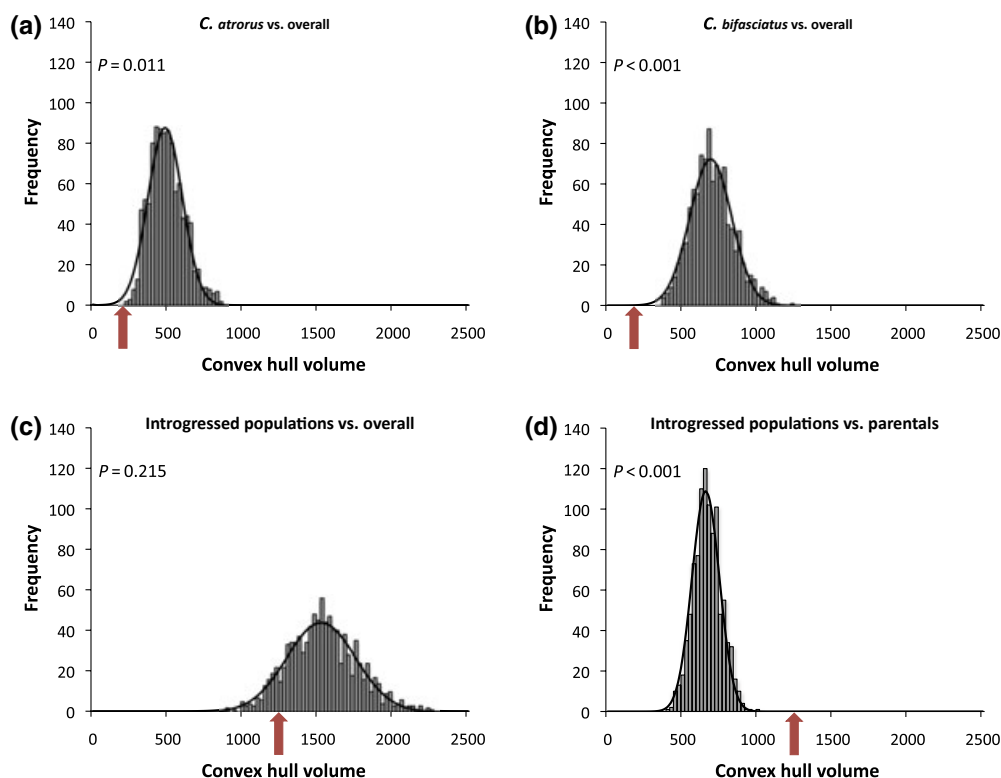 (a)
C. atrorus vs. overall
P = 0.011
Frequency
140
120
100
80
60
40
20
0
0 500 1000 1500 2000 2500
Convex hull volume
(b)
C. bifasciatus vs. overall
P < 0.001
Frequency
140
120
100
80
60
40
20
0
0 500 1000 1500 2000 2500
Convex hull volume
(c)
Introgressed populations vs. overall
P = 0.215
Frequency
140
120
100
80
60
40
20
0
0 500 1000 1500 2000 2500
Convex hull volume
(d)
Introgressed populations vs. parentals
P < 0.001
Frequency
140
120
100
80
60
40
20
0
0 500 1000 1500 2000 2500
Convex hull volume